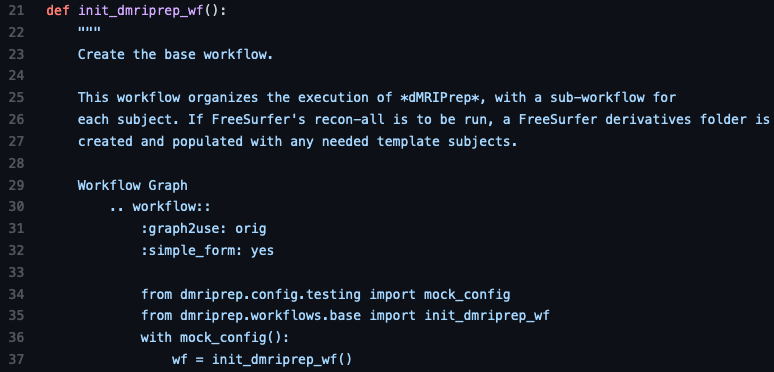 21 def init_dmriprep_wf():
22     """
23     Create the base workflow.
24
25     This workflow organizes the execution of *dMRIPrep*, with a sub-workflow for
26     each subject. If FreeSurfer's recon-all is to be run, a FreeSurfer derivatives folder is
27     created and populated with any needed template subjects.
28
29     Workflow Graph
30         .. workflow::
31             :graph2use: orig
32             :simple_form: yes
33
34             from dmriprep.config.testing import mock_config
35             from dmriprep.workflows.base import init_dmriprep_wf
36             with mock_config():
37                 wf = init_dmriprep_wf()